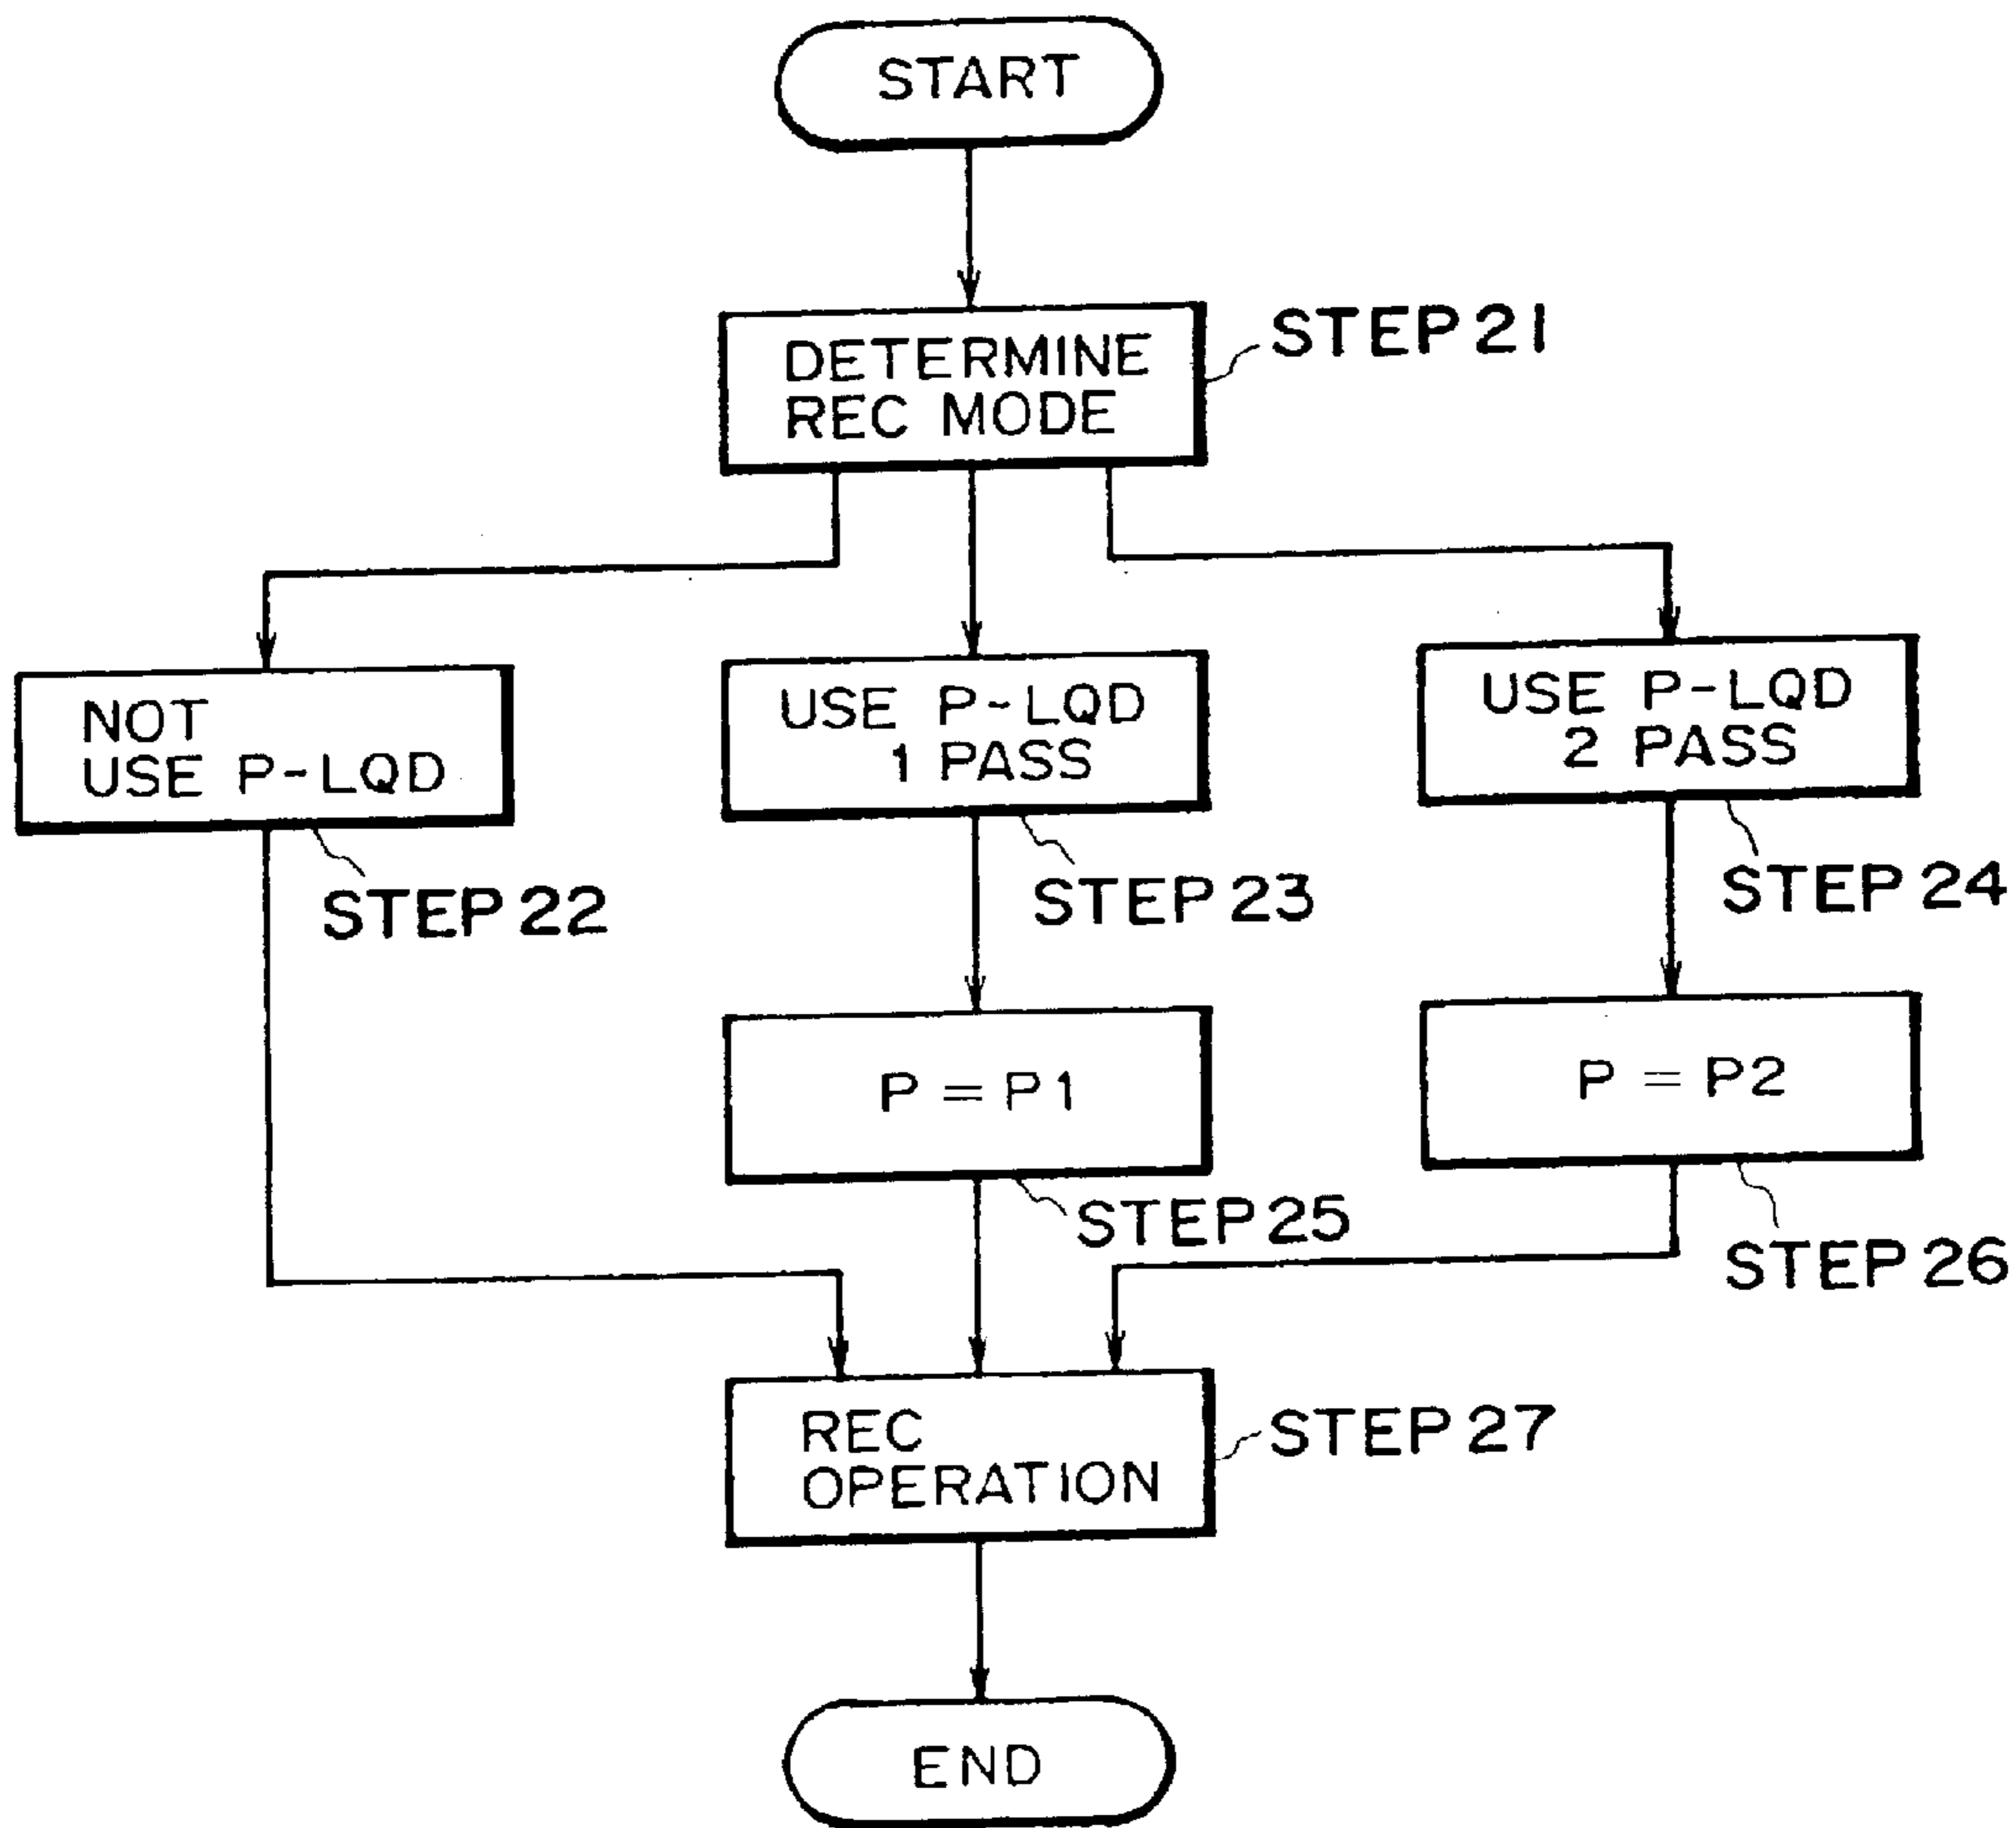 START
DETERMINE
REC MODE
STEP 21
NOT
USE P-LQD
STEP 22
USE P-LQD
1 PASS
STEP 23
USE P-LQD
2 PASS
STEP 24
P = P1
STEP 25
P = P2
STEP 26
REC
OPERATION
STEP 27
END